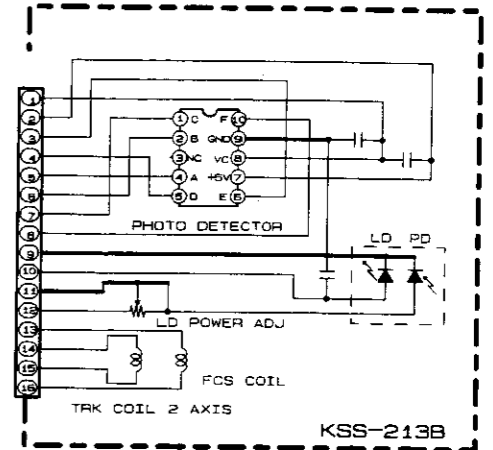 1
2
3
4
5
6
7
8
9
10
11
12
13
14
15
16
1 C F 10
2 B GND 9
3 NC VC 8
4 A +5V 7
5 D E 6
PHOTO DETECTOR
LD PD
LD POWER ADJ
FCS COIL
TRK COIL 2 AXIS
KSS-213B